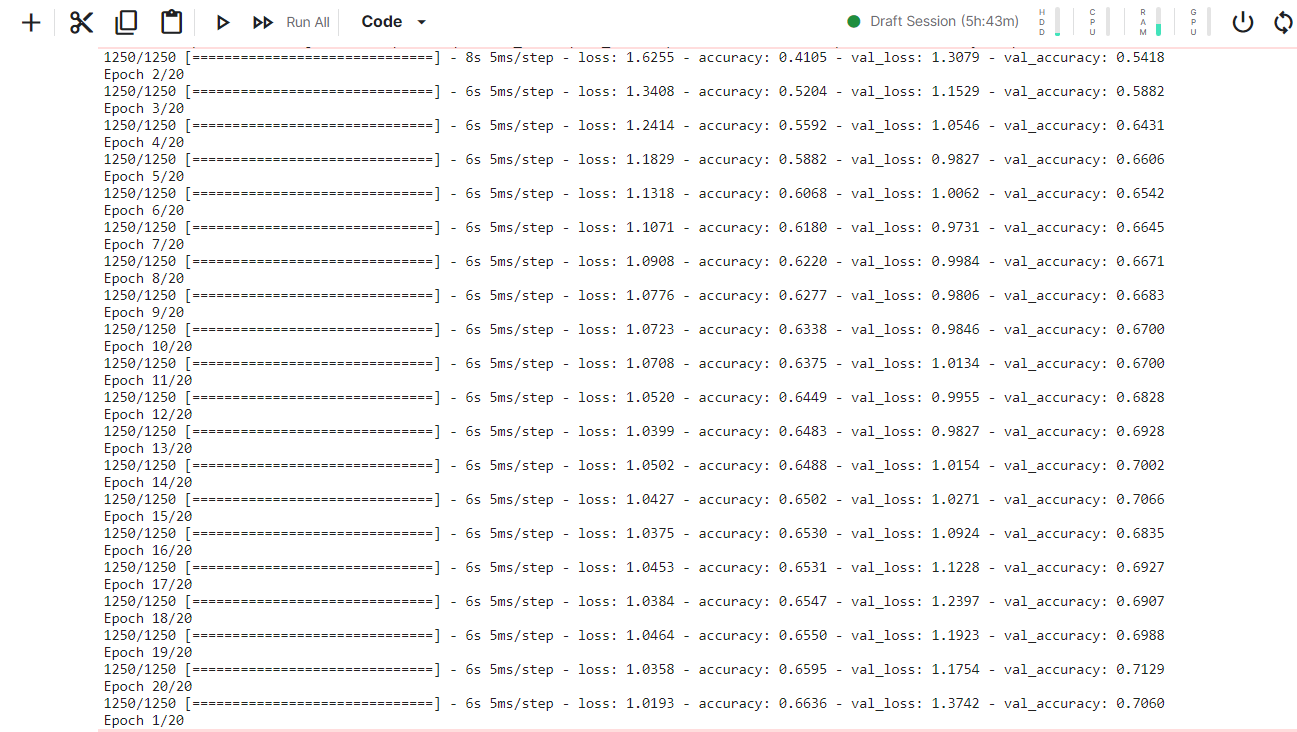 Run All
Code
Draft Session (5h:43m)
HDD
CPU
RAM
GPU
1250/1250 [==============================] - 8s 5ms/step - loss: 1.6255 - accuracy: 0.4105 - val_loss: 1.3079 - val_accuracy: 0.5418
Epoch 2/20
1250/1250 [==============================] - 6s 5ms/step - loss: 1.3408 - accuracy: 0.5204 - val_loss: 1.1529 - val_accuracy: 0.5882
Epoch 3/20
1250/1250 [==============================] - 6s 5ms/step - loss: 1.2414 - accuracy: 0.5592 - val_loss: 1.0546 - val_accuracy: 0.6431
Epoch 4/20
1250/1250 [==============================] - 6s 5ms/step - loss: 1.1829 - accuracy: 0.5882 - val_loss: 0.9827 - val_accuracy: 0.6606
Epoch 5/20
1250/1250 [==============================] - 6s 5ms/step - loss: 1.1318 - accuracy: 0.6068 - val_loss: 1.0062 - val_accuracy: 0.6542
Epoch 6/20
1250/1250 [==============================] - 6s 5ms/step - loss: 1.1071 - accuracy: 0.6180 - val_loss: 0.9731 - val_accuracy: 0.6645
Epoch 7/20
1250/1250 [==============================] - 6s 5ms/step - loss: 1.0908 - accuracy: 0.6220 - val_loss: 0.9984 - val_accuracy: 0.6671
Epoch 8/20
1250/1250 [==============================] - 6s 5ms/step - loss: 1.0776 - accuracy: 0.6277 - val_loss: 0.9806 - val_accuracy: 0.6683
Epoch 9/20
1250/1250 [==============================] - 6s 5ms/step - loss: 1.0723 - accuracy: 0.6338 - val_loss: 0.9846 - val_accuracy: 0.6700
Epoch 10/20
1250/1250 [==============================] - 6s 5ms/step - loss: 1.0708 - accuracy: 0.6375 - val_loss: 1.0134 - val_accuracy: 0.6700
Epoch 11/20
1250/1250 [==============================] - 6s 5ms/step - loss: 1.0520 - accuracy: 0.6449 - val_loss: 0.9955 - val_accuracy: 0.6828
Epoch 12/20
1250/1250 [==============================] - 6s 5ms/step - loss: 1.0399 - accuracy: 0.6483 - val_loss: 0.9827 - val_accuracy: 0.6928
Epoch 13/20
1250/1250 [==============================] - 6s 5ms/step - loss: 1.0502 - accuracy: 0.6488 - val_loss: 1.0154 - val_accuracy: 0.7002
Epoch 14/20
1250/1250 [==============================] - 6s 5ms/step - loss: 1.0427 - accuracy: 0.6502 - val_loss: 1.0271 - val_accuracy: 0.7066
Epoch 15/20
1250/1250 [==============================] - 6s 5ms/step - loss: 1.0375 - accuracy: 0.6530 - val_loss: 1.0924 - val_accuracy: 0.6835
Epoch 16/20
1250/1250 [==============================] - 6s 5ms/step - loss: 1.0453 - accuracy: 0.6531 - val_loss: 1.1228 - val_accuracy: 0.6927
Epoch 17/20
1250/1250 [==============================] - 6s 5ms/step - loss: 1.0384 - accuracy: 0.6547 - val_loss: 1.2397 - val_accuracy: 0.6907
Epoch 18/20
1250/1250 [==============================] - 6s 5ms/step - loss: 1.0464 - accuracy: 0.6550 - val_loss: 1.1923 - val_accuracy: 0.6988
Epoch 19/20
1250/1250 [==============================] - 6s 5ms/step - loss: 1.0358 - accuracy: 0.6595 - val_loss: 1.1754 - val_accuracy: 0.7129
Epoch 20/20
1250/1250 [==============================] - 6s 5ms/step - loss: 1.0193 - accuracy: 0.6636 - val_loss: 1.3742 - val_accuracy: 0.7060
Epoch 1/20